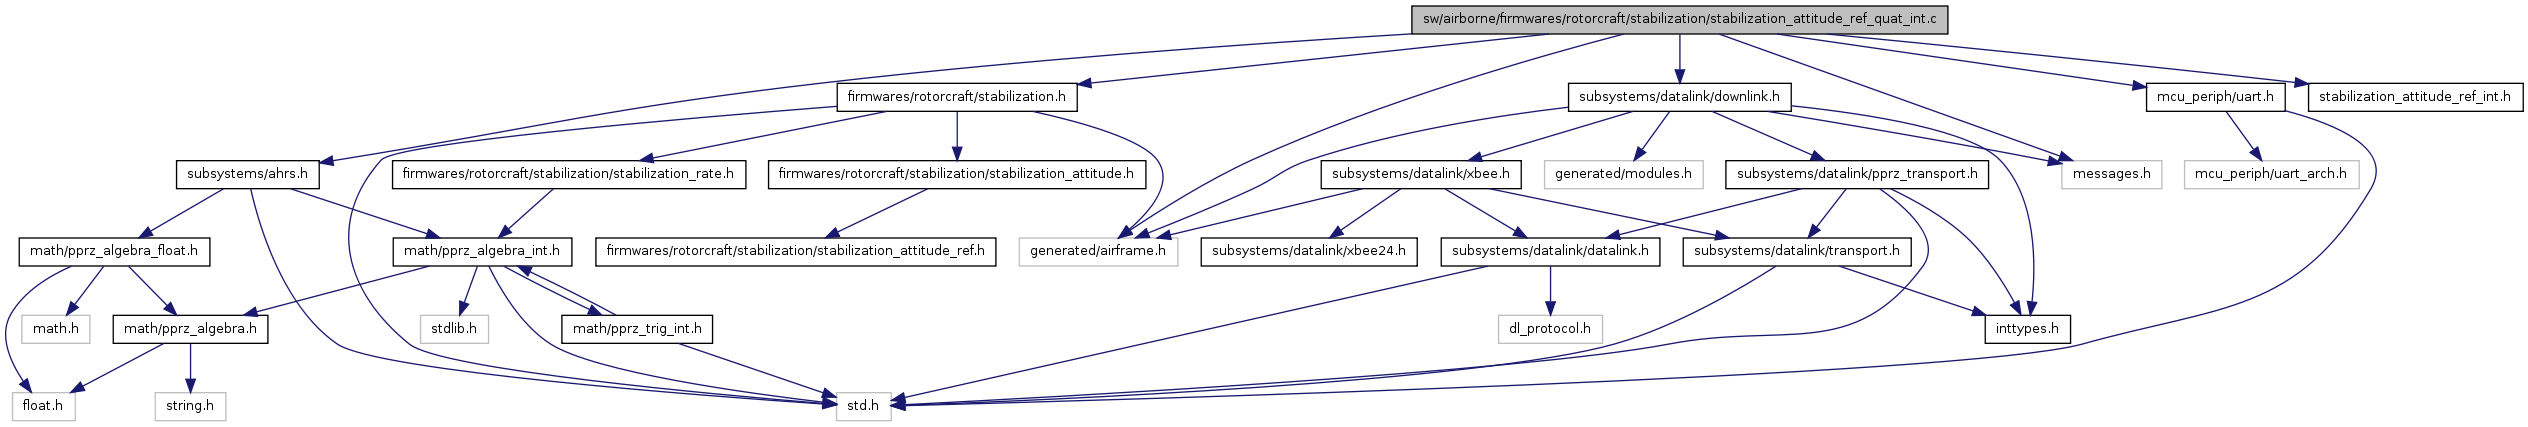 sw/airborne/firmwares/rotorcraft/stabilization/stabilization_attitude_ref_quat_int.c
firmwares/rotorcraft/stabilization.h
subsystems/datalink/downlink.h
mcu_periph/uart.h
stabilization_attitude_ref_int.h
subsystems/ahrs.h
firmwares/rotorcraft/stabilization/stabilization_rate.h
firmwares/rotorcraft/stabilization/stabilization_attitude.h
subsystems/datalink/xbee.h
generated/modules.h
subsystems/datalink/pprz_transport.h
messages.h
mcu_periph/uart_arch.h
math/pprz_algebra_float.h
math/pprz_algebra_int.h
firmwares/rotorcraft/stabilization/stabilization_attitude_ref.h
generated/airframe.h
subsystems/datalink/xbee24.h
subsystems/datalink/datalink.h
subsystems/datalink/transport.h
math.h
math/pprz_algebra.h
stdlib.h
math/pprz_trig_int.h
dl_protocol.h
inttypes.h
float.h
string.h
std.h